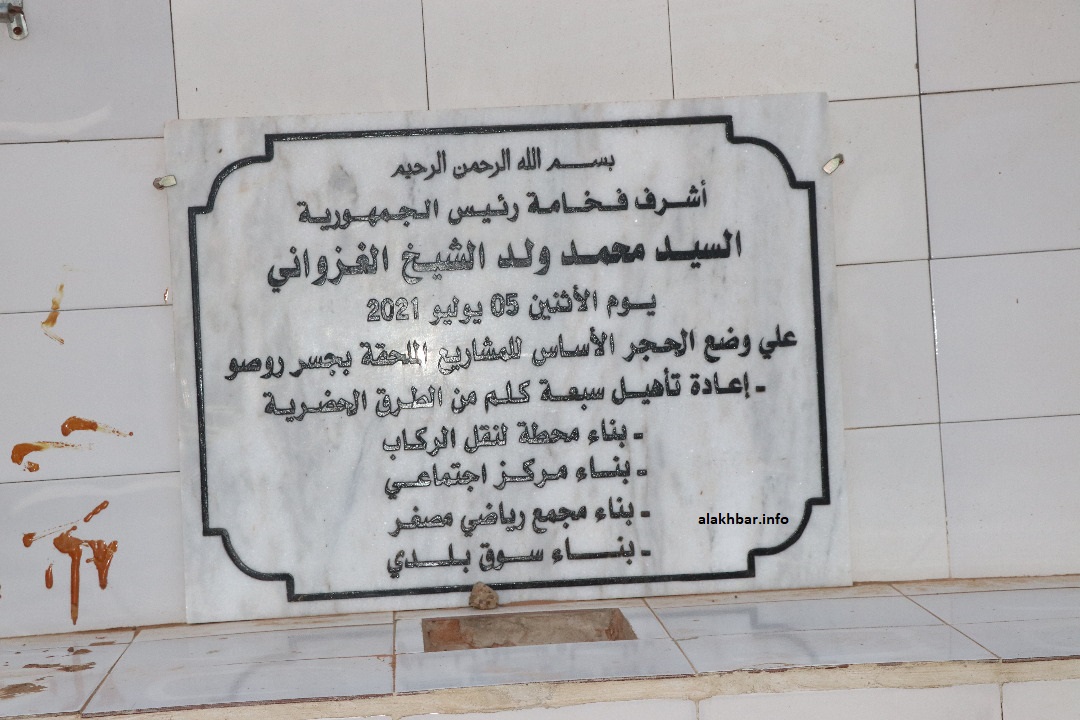 بسم الله الرحمن الرحيم
أشرف فخامة رئيس الجمهورية
السيد محمد ولد الشيخ الغزواني
يوم الأثنين 05 يوليو 2021
علي وضع الحجر الأساس للمشاريع الملحقة بجسر روصو
- إعادة تأهيل سبعة كلم من الطرق الحضرية
- بناء محطة لنقل الركاب
- بناء مركز اجتماعي
- بناء مجمع رياضي مصغر
- بناء سوق بلدي
alakhbar.info